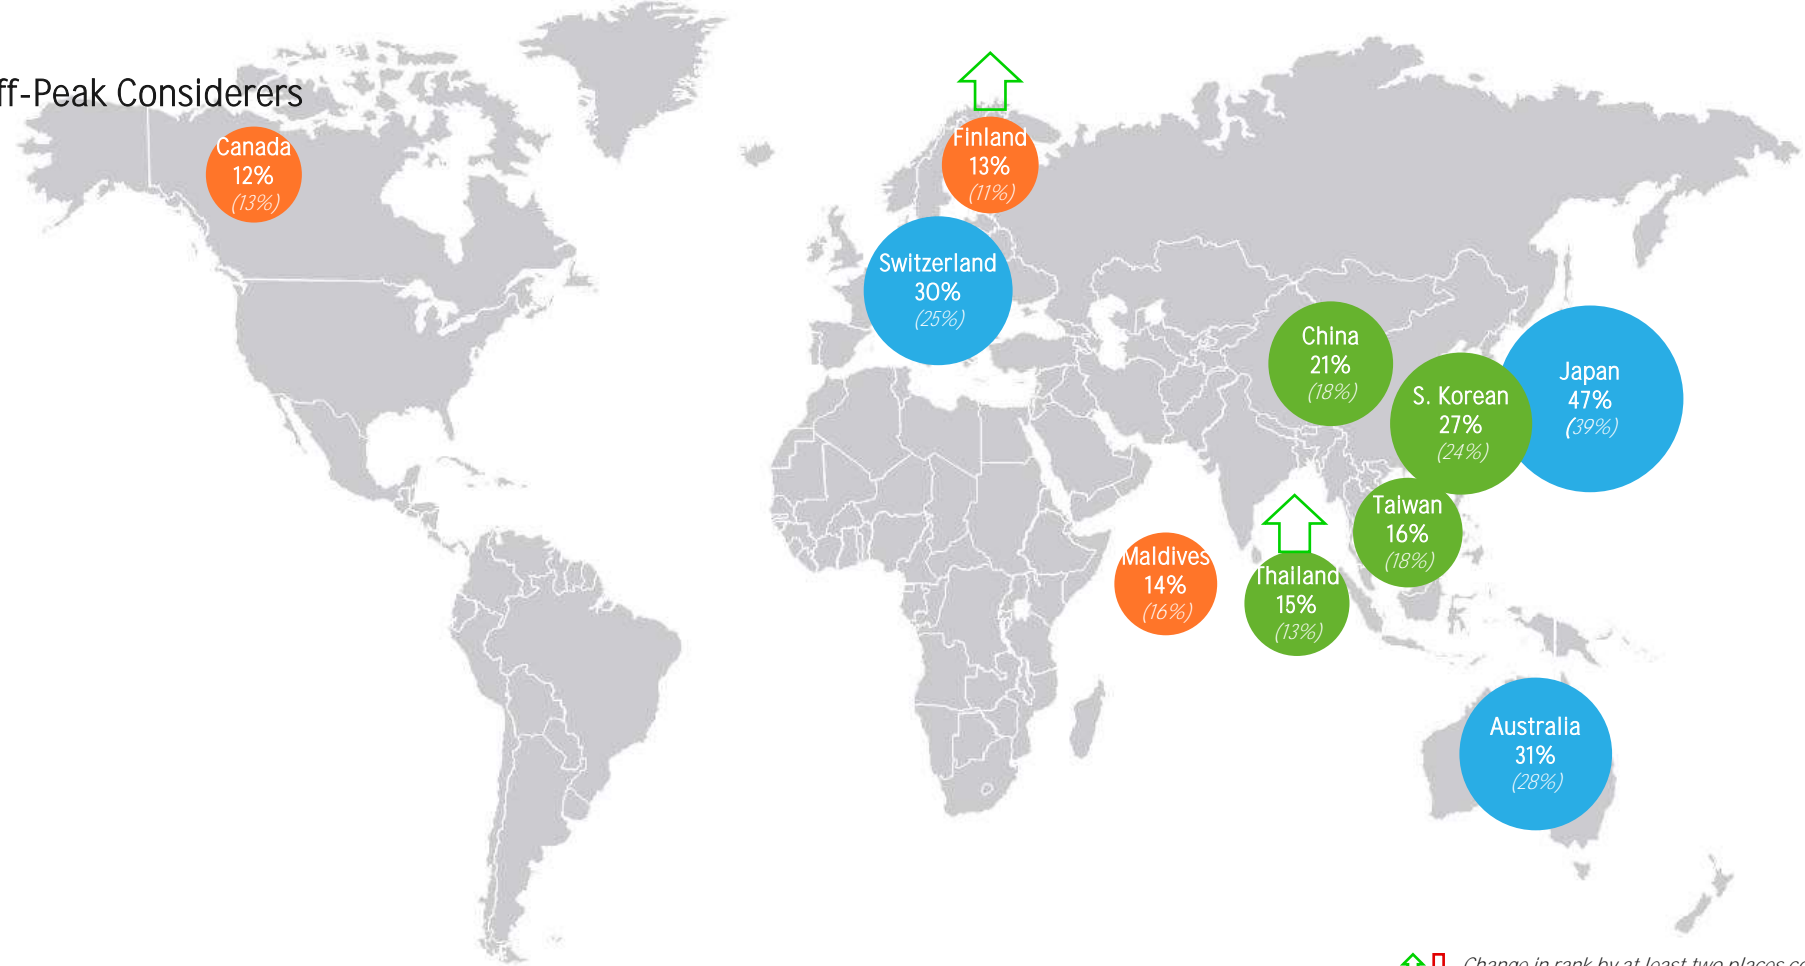 ff-Peak Considerers
Canada
12%
(13%)
Finland
13%
(11%)
Switzerland
30%
(25%)
China
21%
(18%)
S. Korean
27%
(24%)
Japan
47%
(39%)
Taiwan
16%
(18%)
Maldives
14%
(16%)
Thailand
15%
(13%)
Australia
31%
(28%)
Change in rank by at least two places